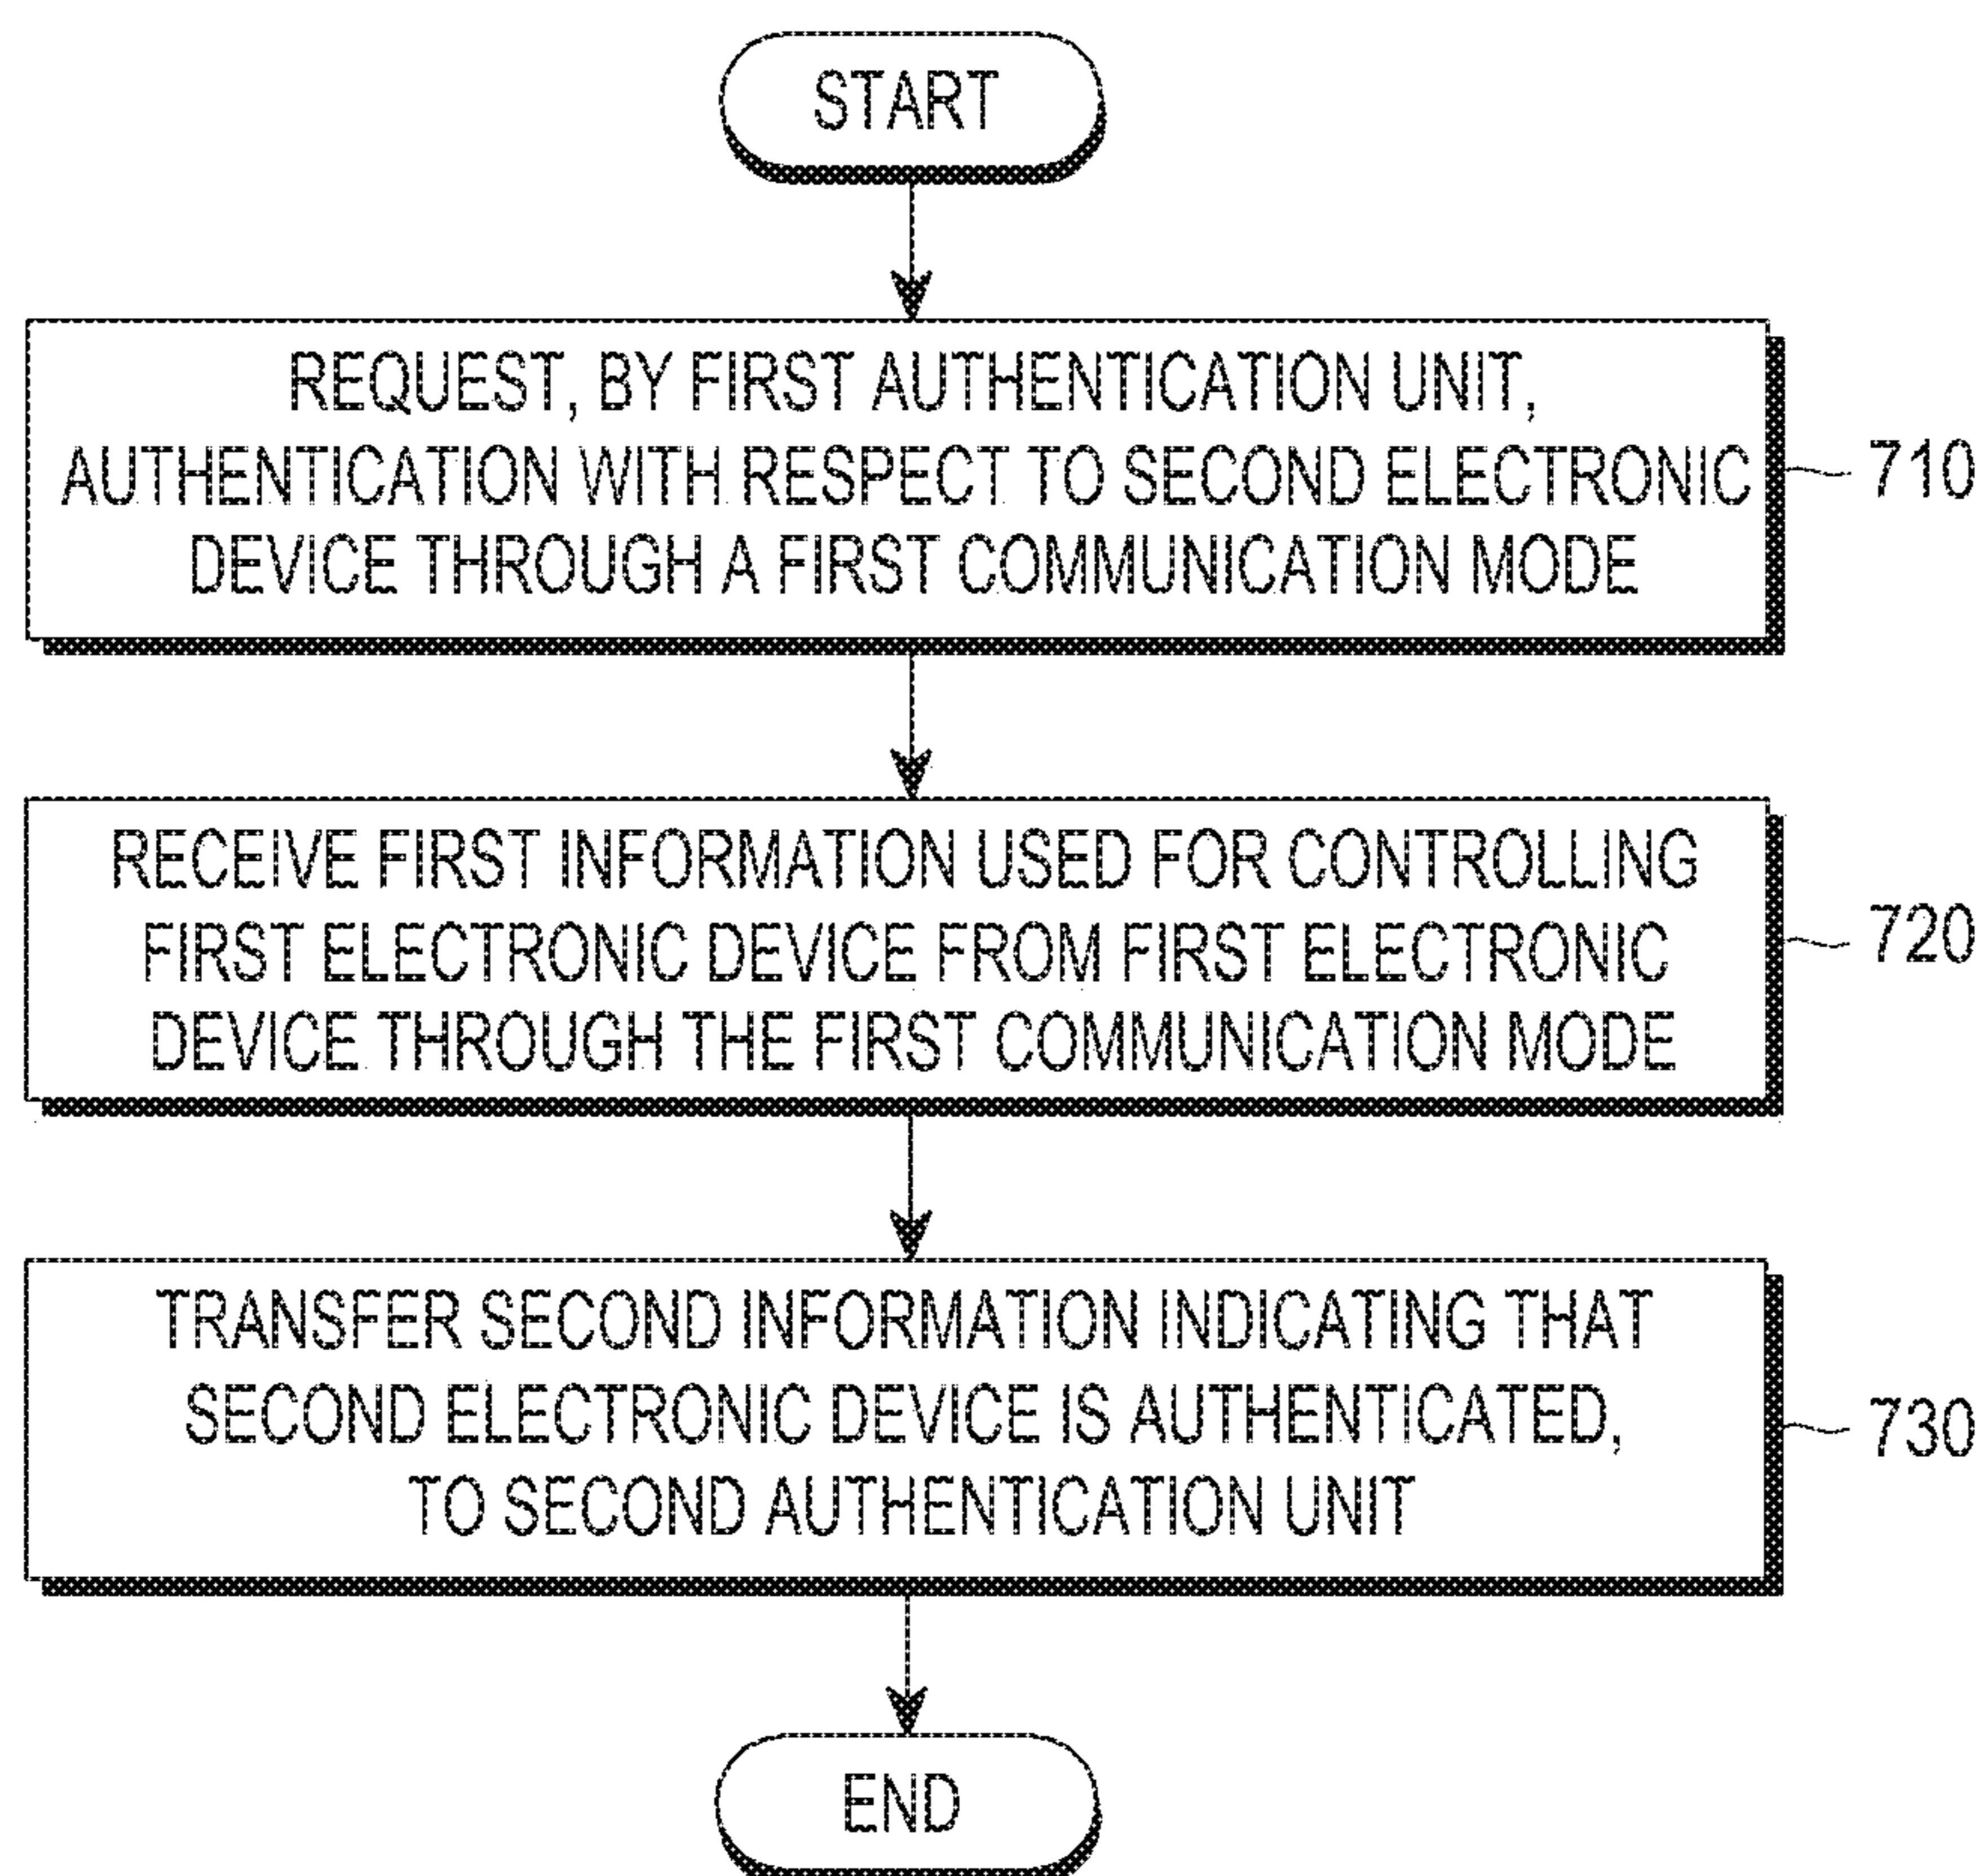 START
REQUEST, BY FIRST AUTHENTICATION UNIT,
AUTHENTICATION WITH RESPECT TO SECOND ELECTRONIC
DEVICE THROUGH A FIRST COMMUNICATION MODE
710
RECEIVE FIRST INFORMATION USED FOR CONTROLLING
FIRST ELECTRONIC DEVICE FROM FIRST ELECTRONIC
DEVICE THROUGH THE FIRST COMMUNICATION MODE
720
TRANSFER SECOND INFORMATION INDICATING THAT
SECOND ELECTRONIC DEVICE IS AUTHENTICATED,
TO SECOND AUTHENTICATION UNIT
730
END